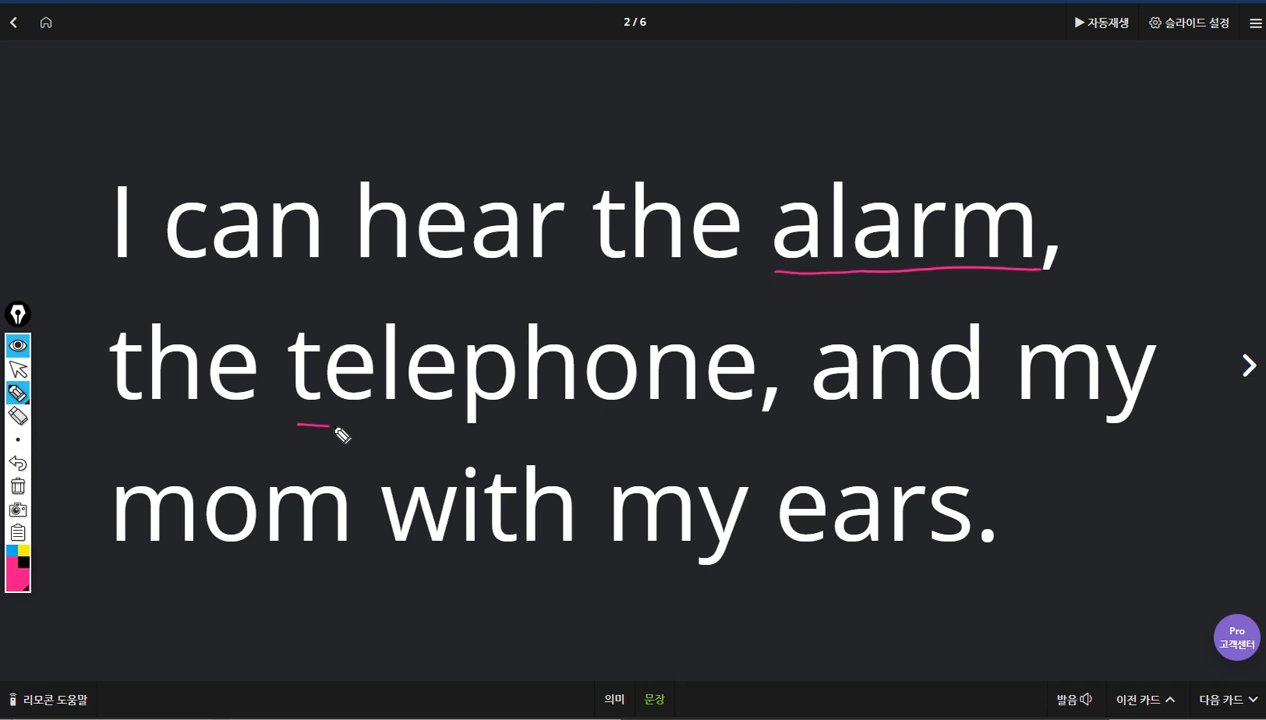 2 / 6
자동재생
슬라이드 설정
I can hear the alarm,
the telephone, and my
mom with my ears.
Pro
고객센터
리모콘 도움말
의미
문장
발음
이전 카드
다음 카드